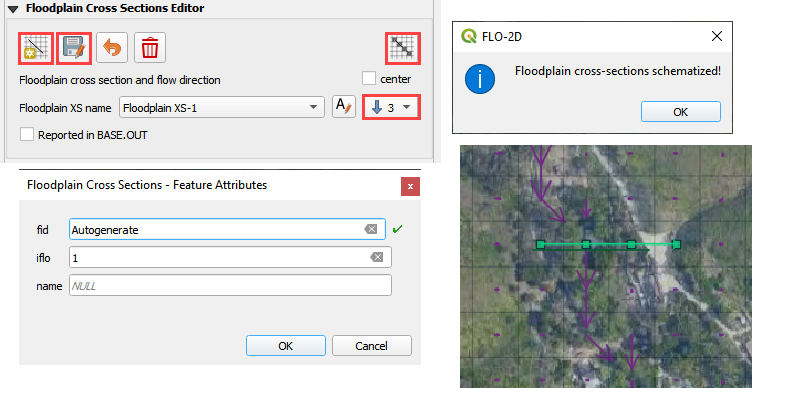 Floodplain Cross Sections Editor
Floodplain cross section and flow direction
center
Floodplain XS name
Floodplain XS-1
A
3
Reported in BASE.OUT
Floodplain Cross Sections - Feature Attributes
x
fid
Autogenerate
iflo
1
name
NULL
OK
Cancel
FLO-2D
i
Floodplain cross-sections schematized!
OK